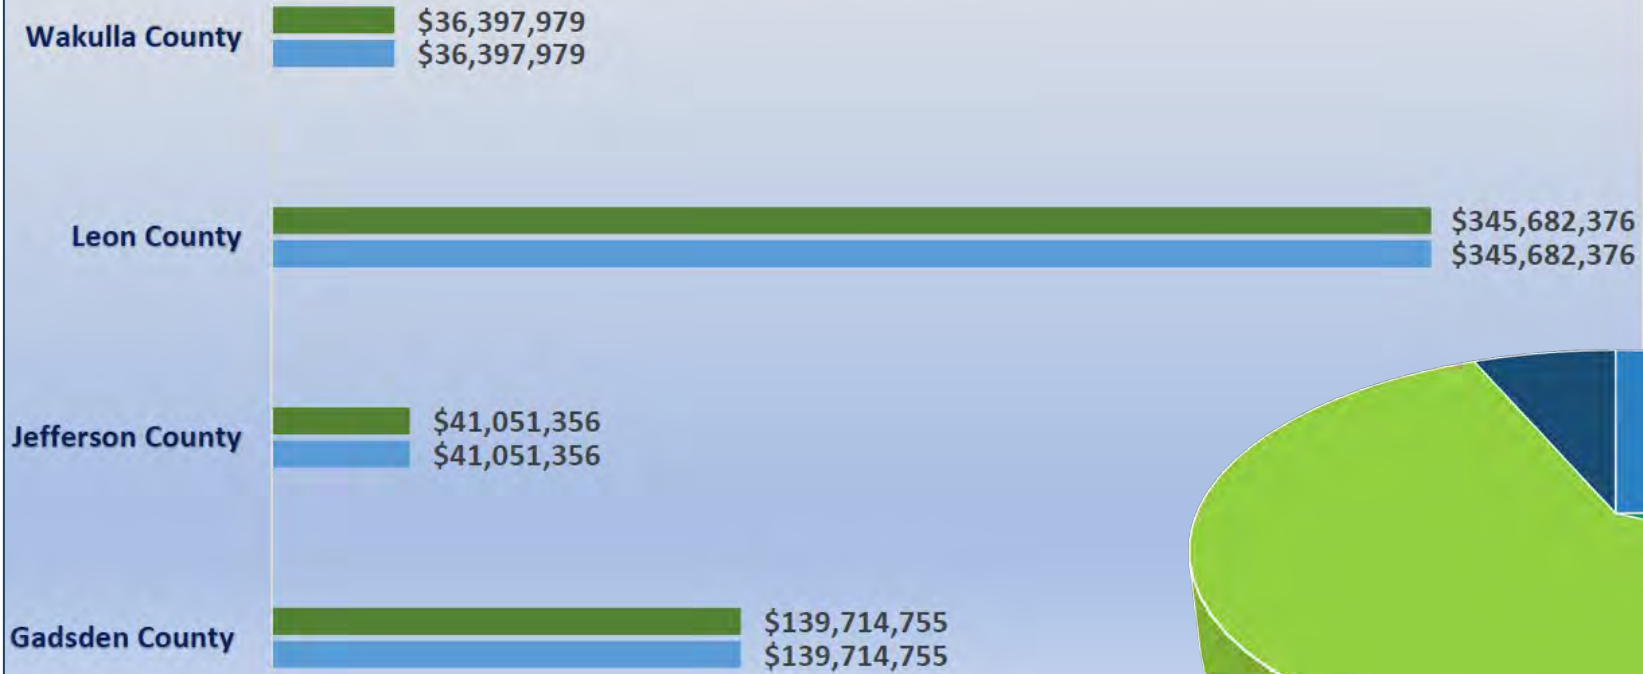 Wakulla County
$36,397,979
$36,397,979
Leon County
$345,682,376
$345,682,376
Jefferson County
$41,051,356
$41,051,356
Gadsden County
$139,714,755
$139,714,755